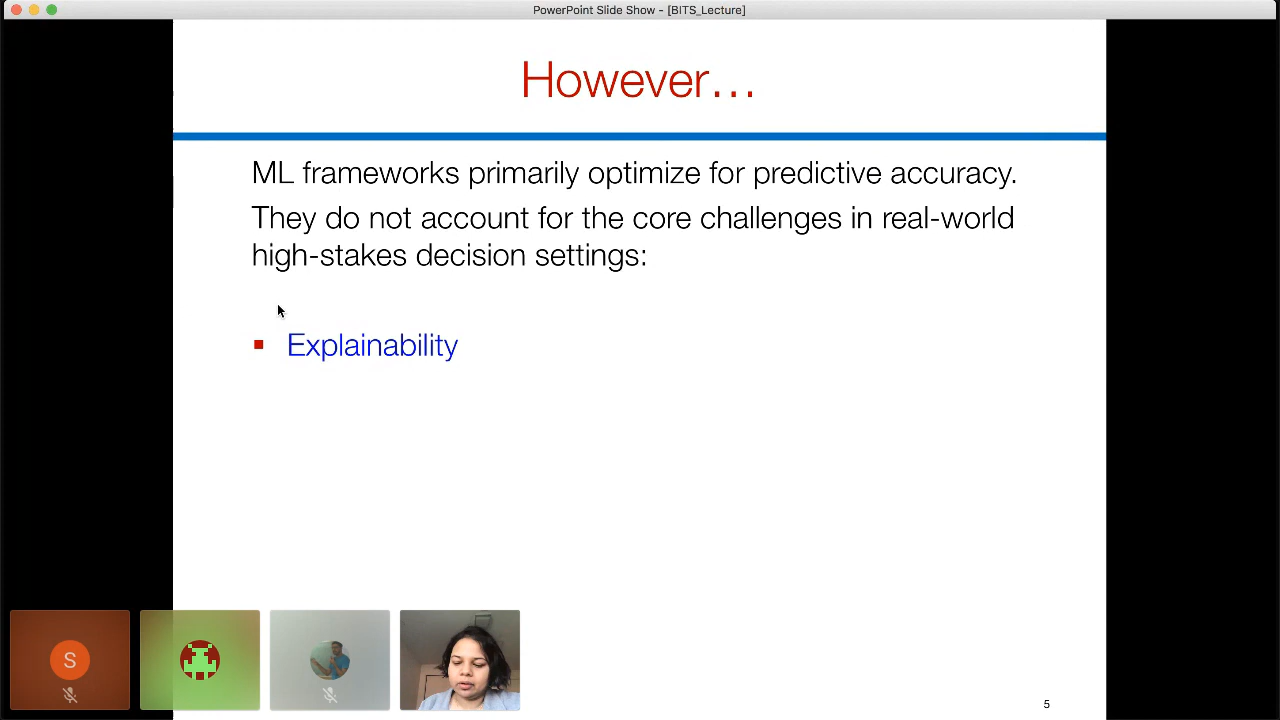 PowerPoint Slide Show - [BITS_Lecture]
However…
ML frameworks primarily optimize for predictive accuracy.
They do not account for the core challenges in real-world
high-stakes decision settings:
▪ Explainability
S
5